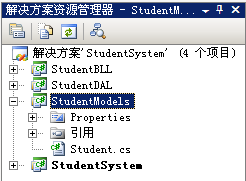 解决方案资源管理器 - StudentM...
解决方案'StudentSystem' (4 个项目)
StudentBLL
StudentDAL
StudentModels
Properties
引用
Student.cs
StudentSystem